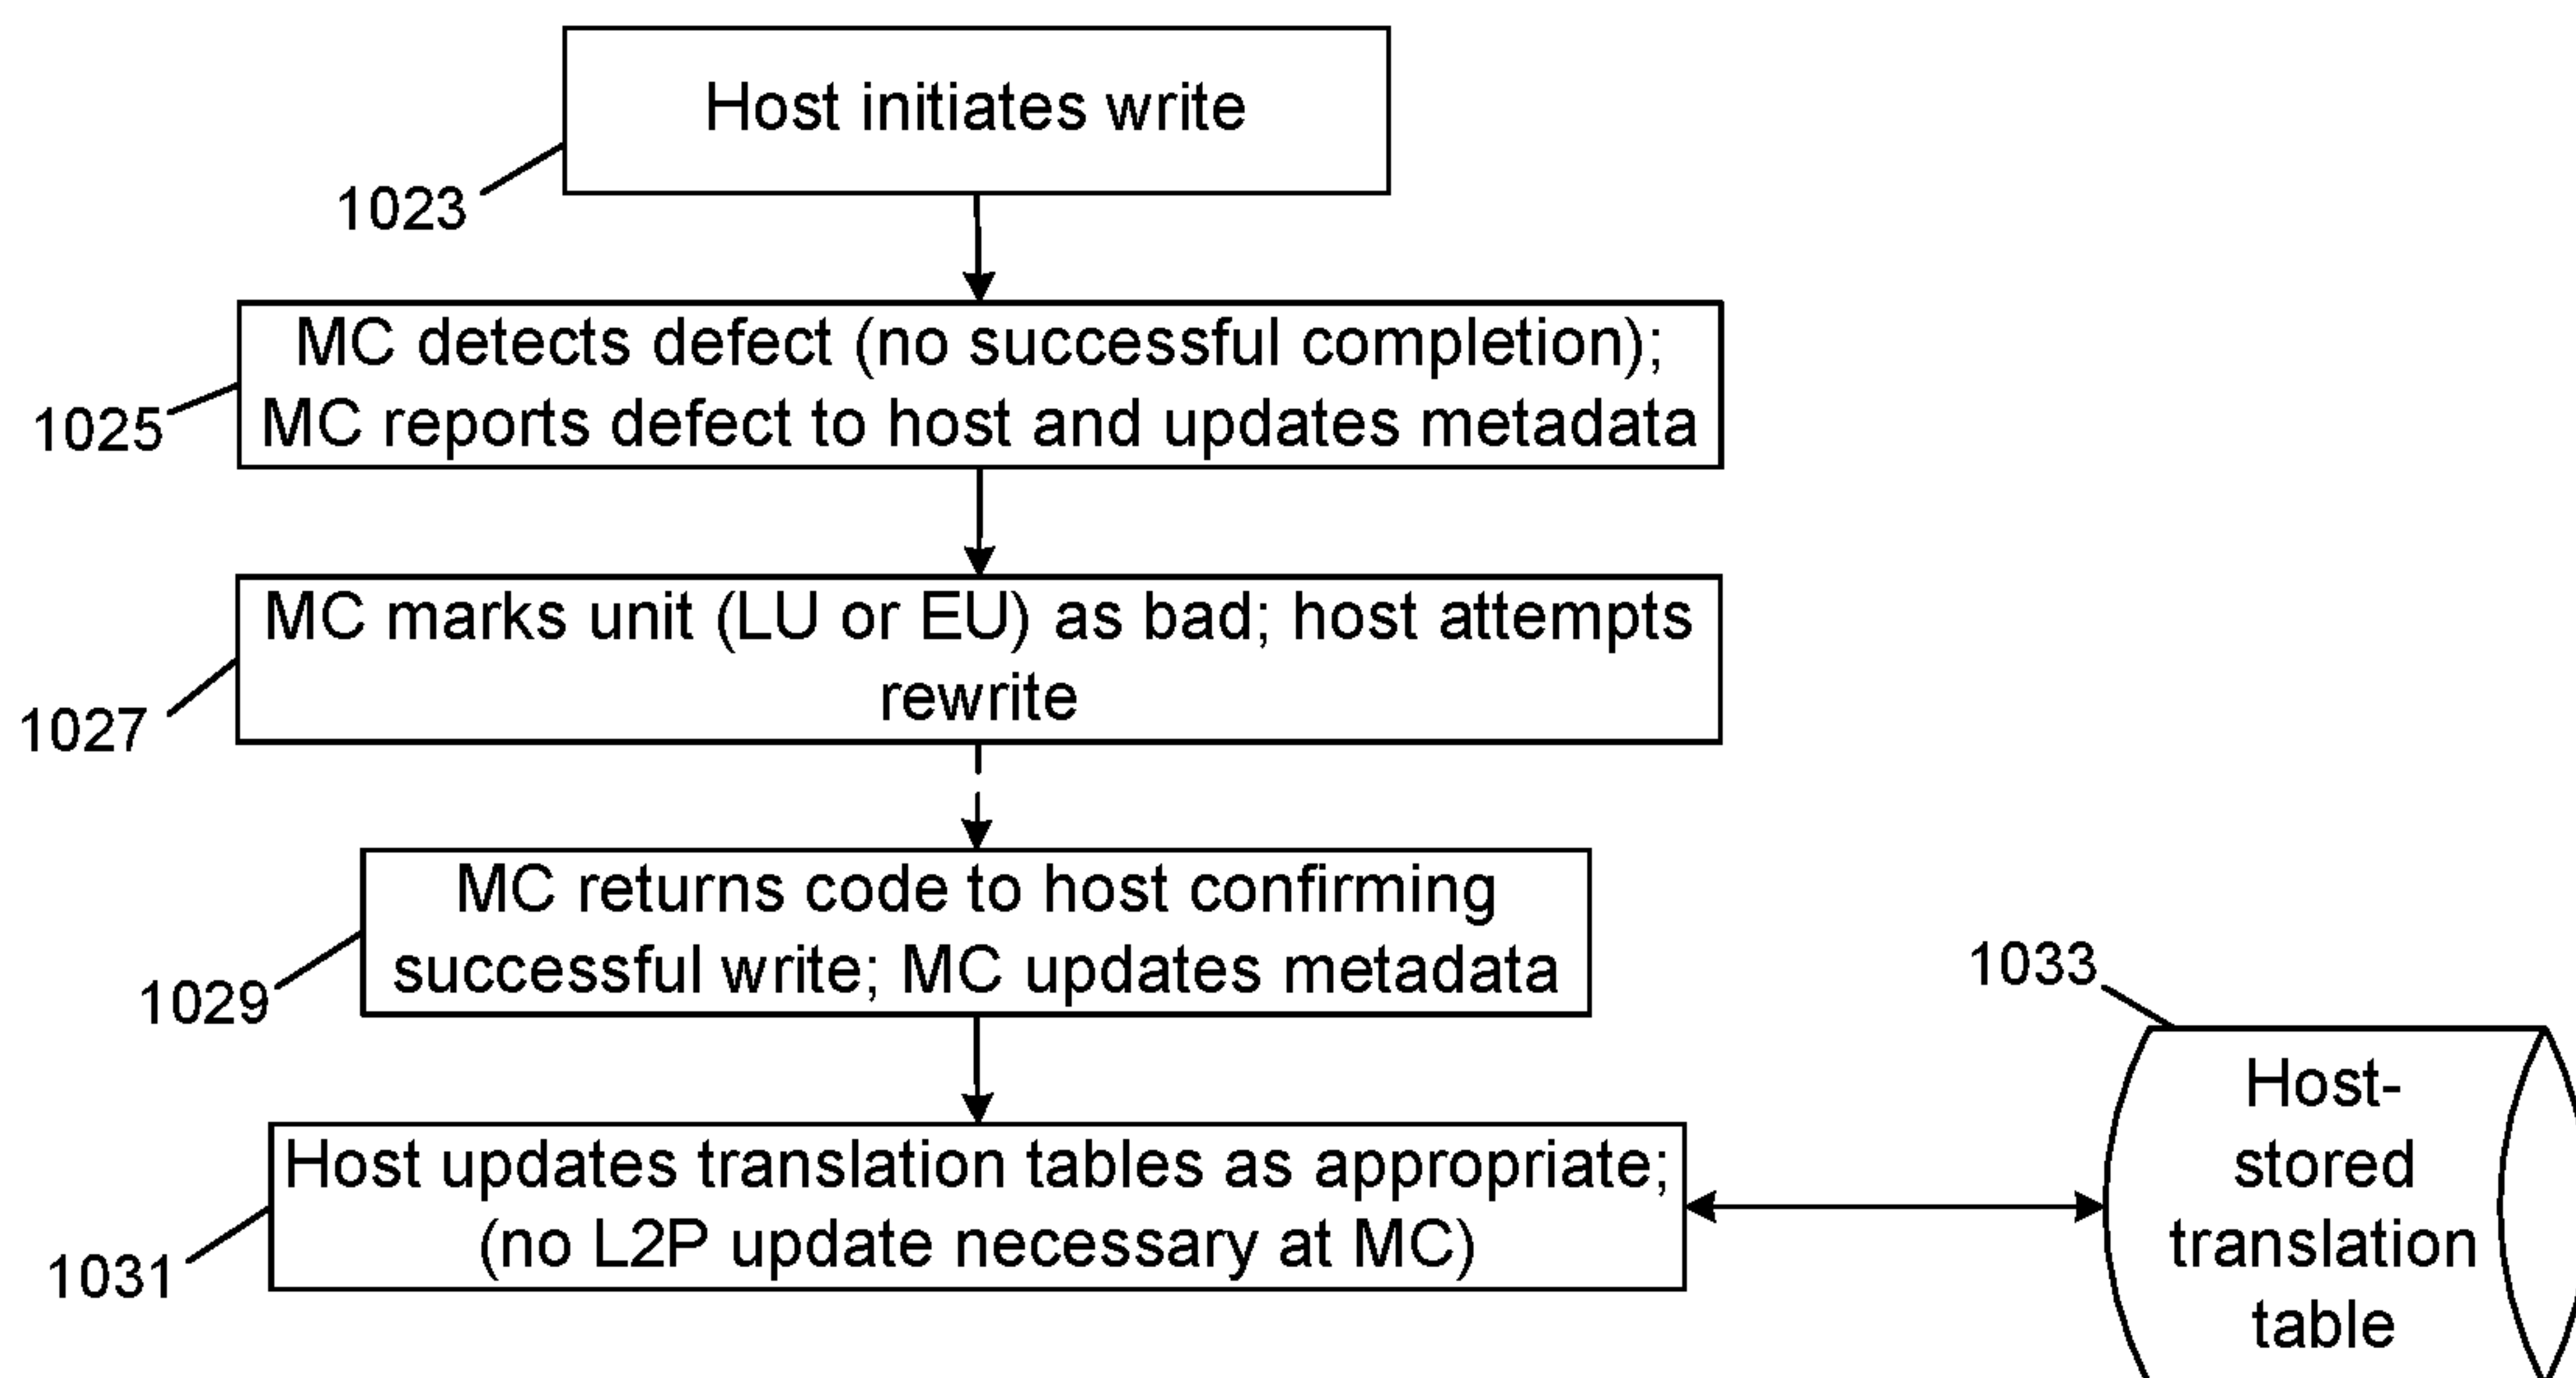 Host initiates write
1023
MC detects defect (no successful completion);
MC reports defect to host and updates metadata
1025
MC marks unit (LU or EU) as bad; host attempts
rewrite
1027
MC returns code to host confirming
successful write; MC updates metadata
1029
1033
Host updates translation tables as appropriate;
(no L2P update necessary at MC)
1031
Host-
stored
translation
table